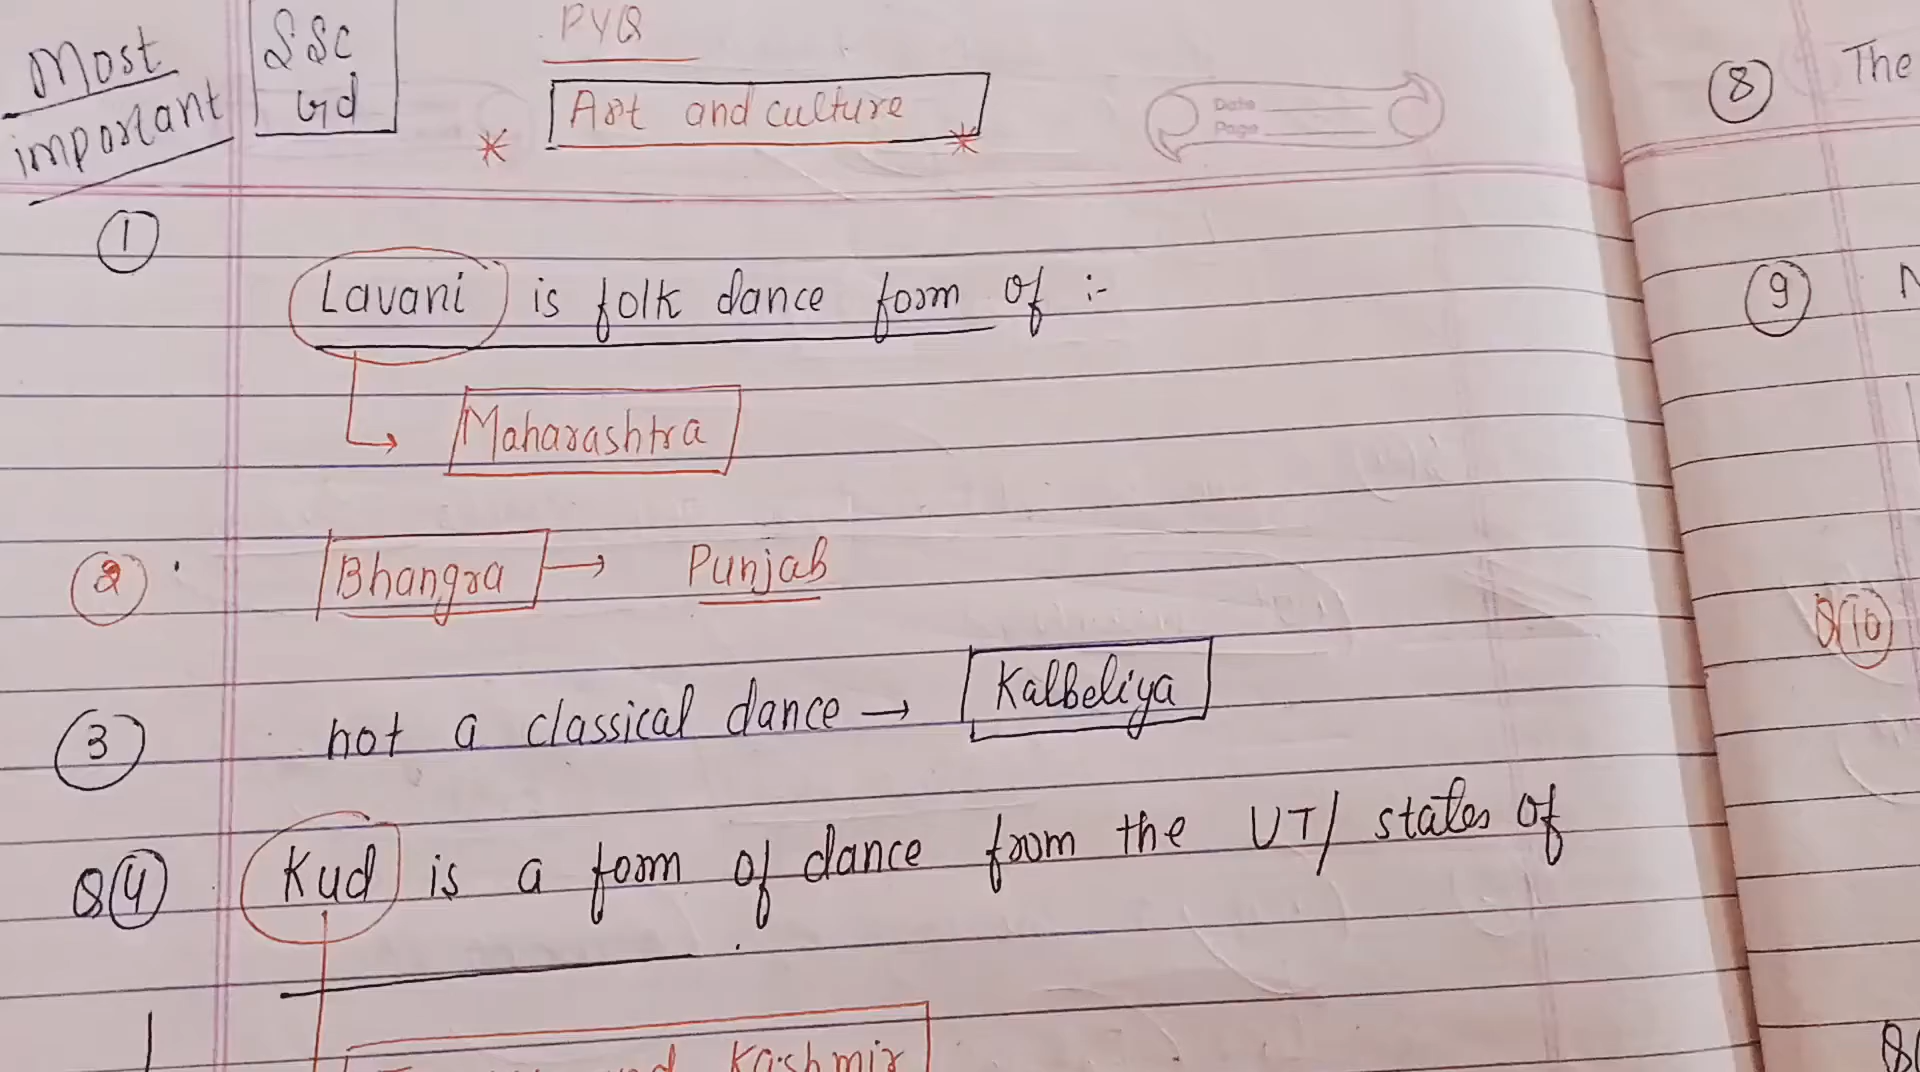 Most
important
SSC
Gd
PYQ
Art and culture
Date
Page
1
Lavani is folk dance form of :-
Maharashtra
2 Bhangra → Punjab
3 not a classical dance → Kalbeliya
Q 4 Kud is a form of dance from the UT/ states of
Kashmir
8 The
9
Q 10